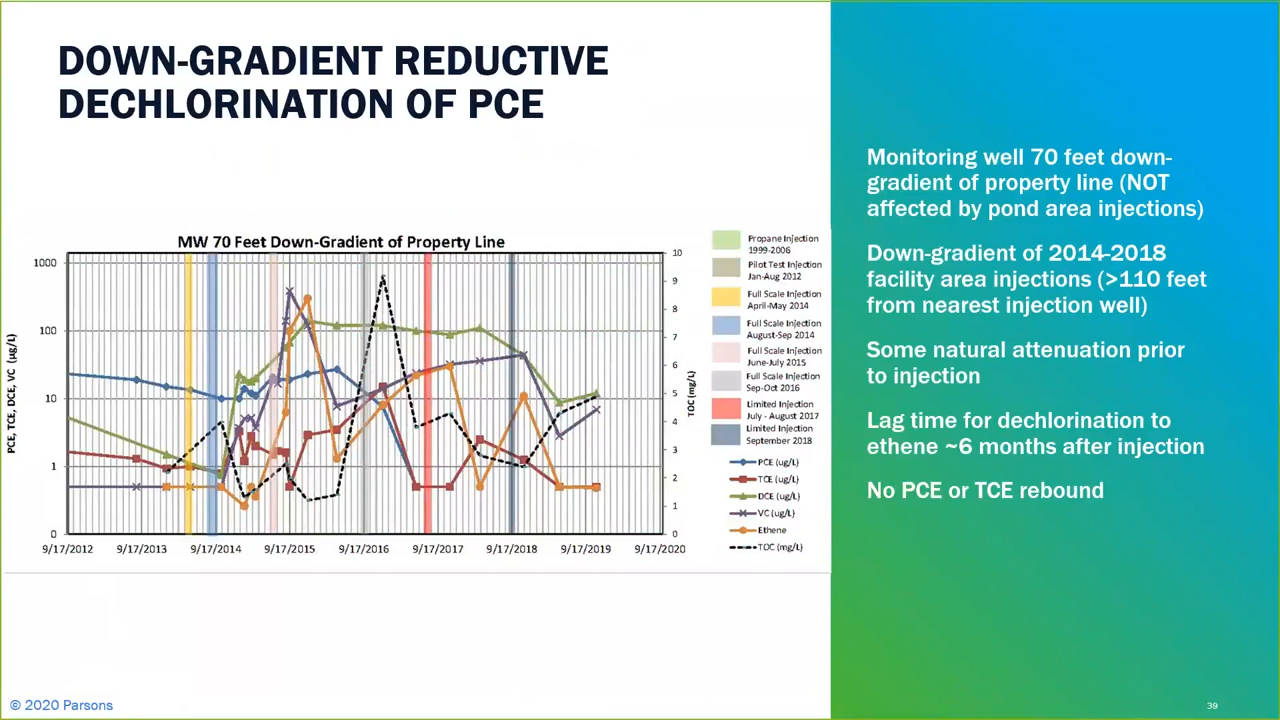 DOWN-GRADIENT REDUCTIVE
DECHLORINATION OF PCE
Monitoring well 70 feet down-
gradient of property line (NOT
affected by pond area injections)
Down-gradient of 2014-2018
facility area injections (>110 feet
from nearest injection well)
Some natural attenuation prior
to injection
Lag time for dechlorination to
ethene ~6 months after injection
No PCE or TCE rebound
MW 70 Feet Down-Gradient of Property Line
PCE, TCE, DCE, VC (ug/L)
1000
100
10
1
0
10
9
8
7
6
5
4
3
2
1
0
TOC (mg/L)
9/17/2012
9/17/2013
9/17/2014
9/17/2015
9/17/2016
9/17/2017
9/17/2018
9/17/2019
9/17/2020
Propane Injection
1999-2006
Pilot Test Injection
Jan-Aug 2012
Full Scale Injection
April-May 2014
Full Scale Injection
August-Sep 2014
Full Scale Injection
June-July 2015
Full Scale Injection
Sep-Oct 2016
Limited Injection
July - August 2017
Limited Injection
September 2018
PCE (ug/L)
TCE (ug/L)
DCE (ug/L)
VC (ug/L)
Ethene
TOC (mg/L)
© 2020 Parsons
39